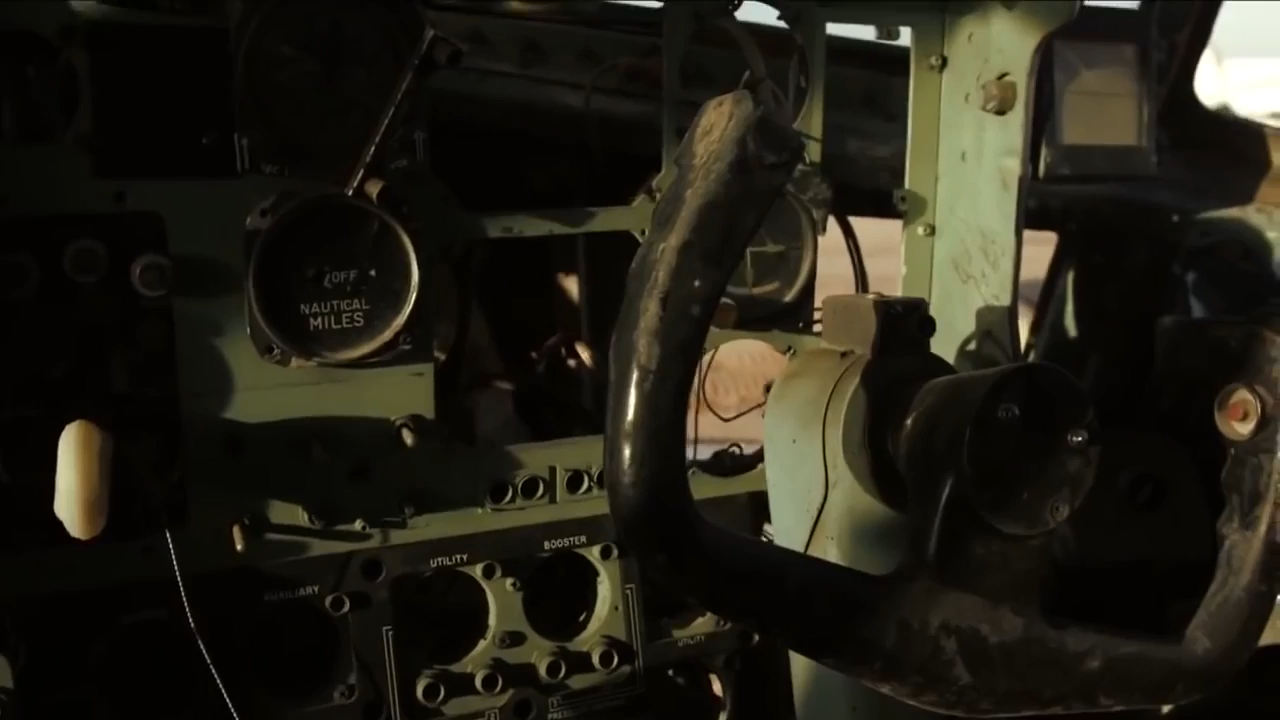 OFF
NAUTICAL
MILES
BOOSTER
UTILITY
AUXILIARY
UTILITY